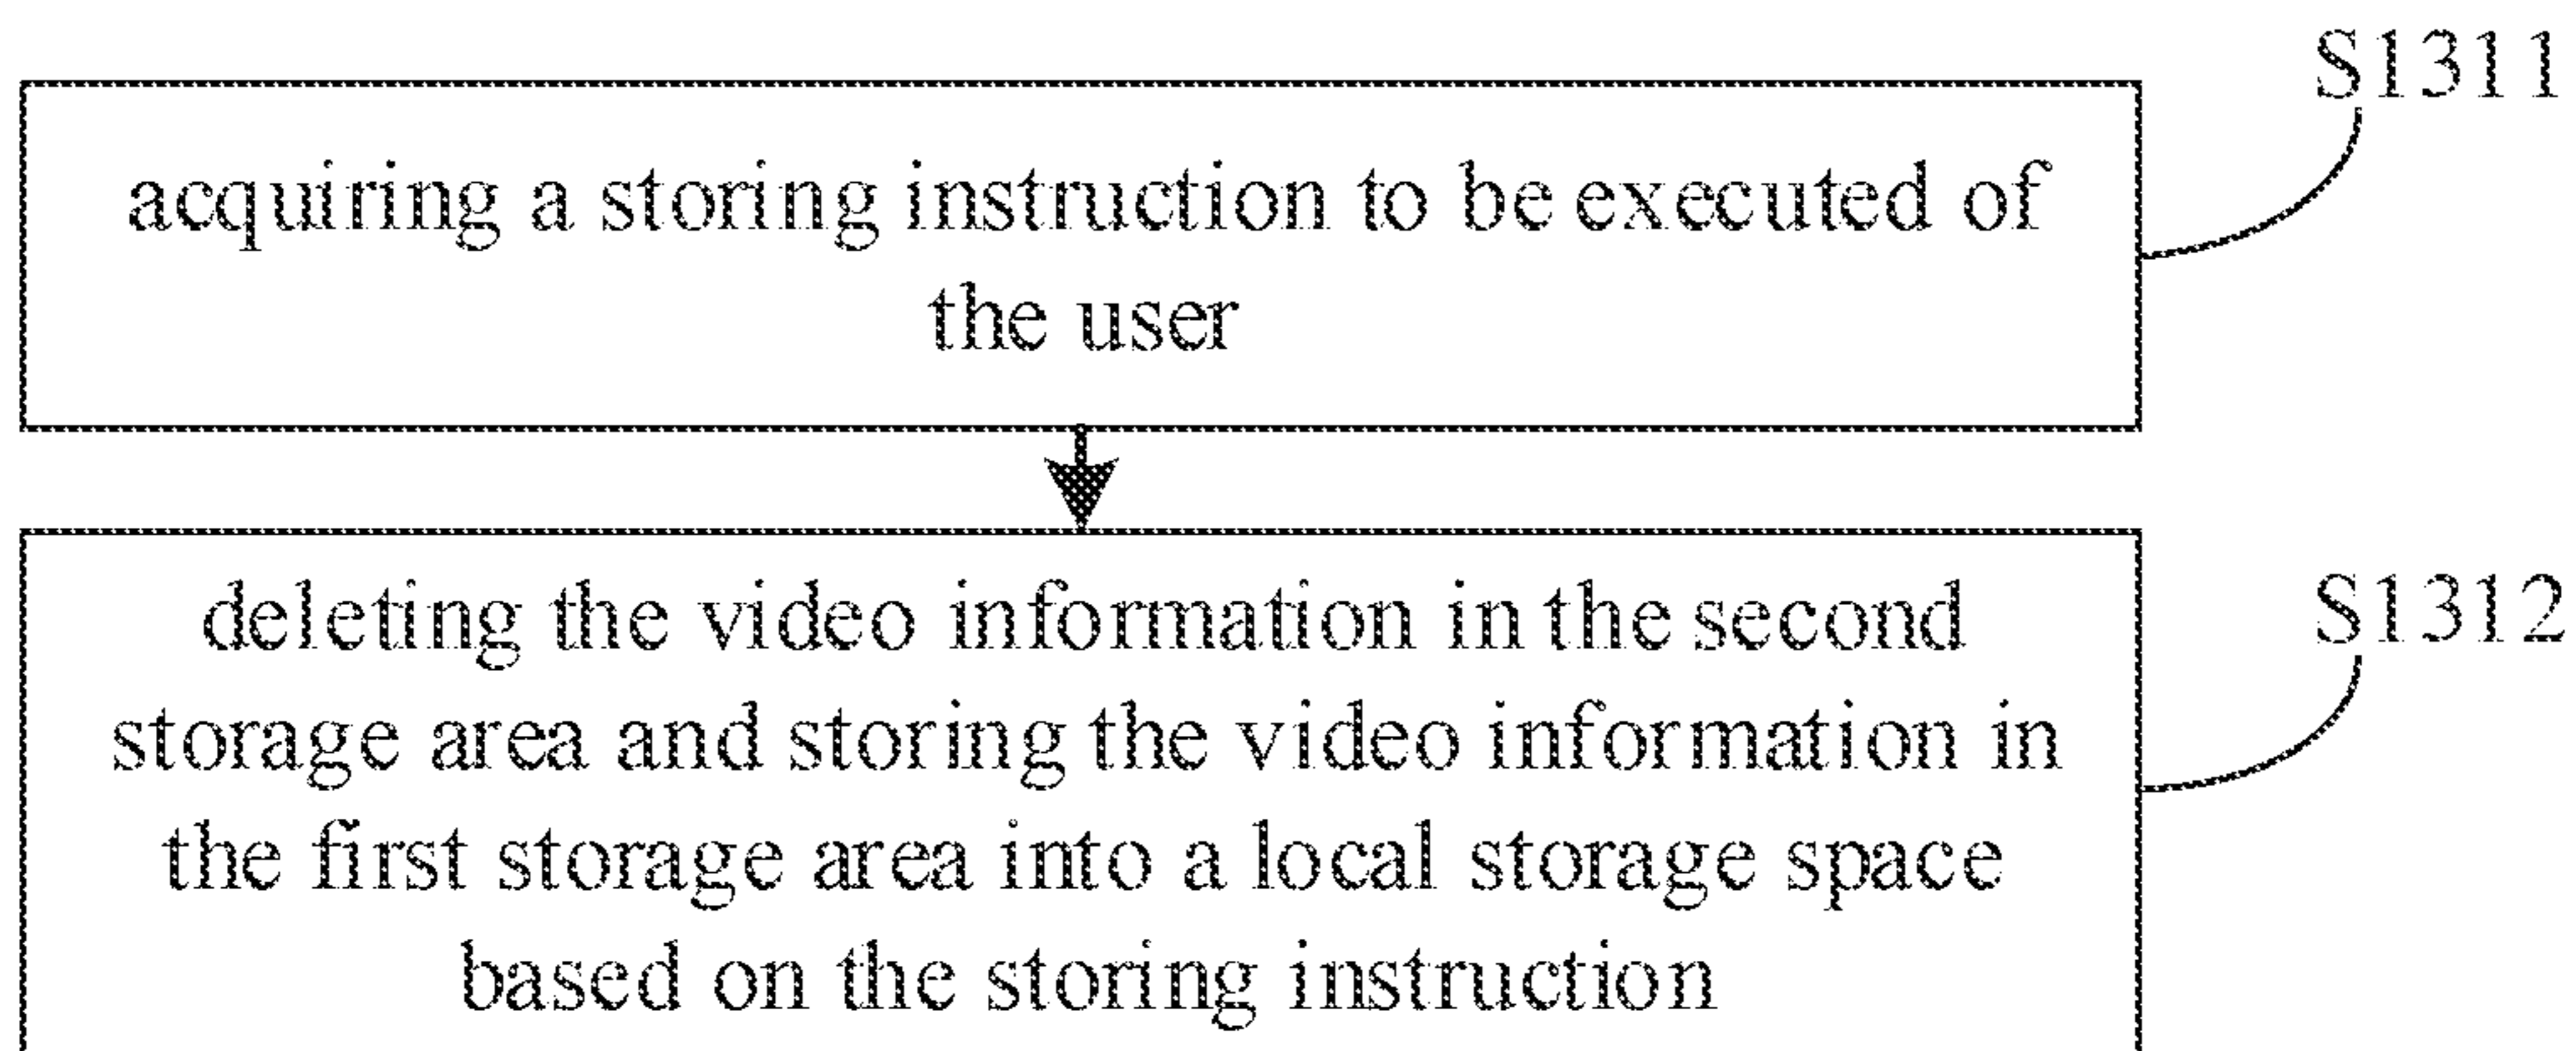 S1311
acquiring a storing instruction to be executed of
the user
S1312
deleting the video information in the second
storage area and storing the video information in
the first storage area into a local storage space
based on the storing instruction